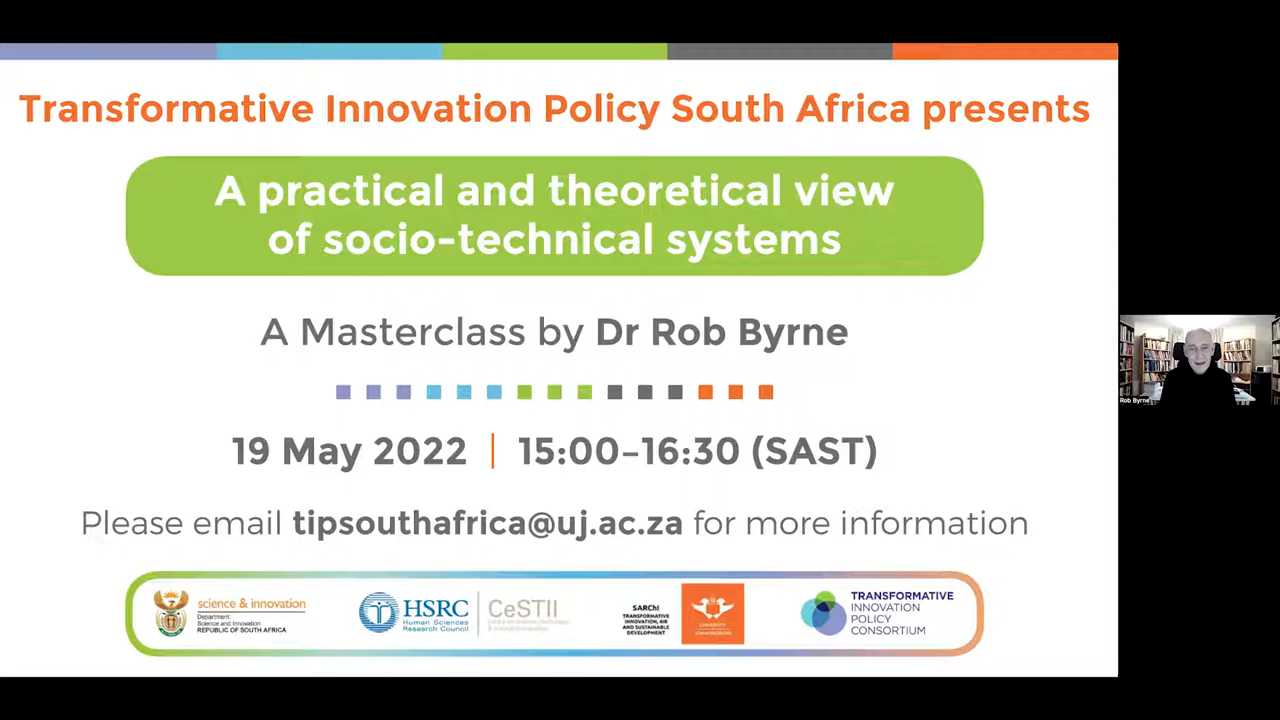 Transformative Innovation Policy South Africa presents
A practical and theoretical view
of socio-technical systems
A Masterclass by Dr Rob Byrne
19 May 2022 | 15:00–16:30 (SAST)
Please email tipsouthafrica@uj.ac.za for more information
science & innovation
Department:
Science and Innovation
REPUBLIC OF SOUTH AFRICA
HSRC
Human Sciences
Research Council
CeSTII
SARChI
TRANSFORMATIVE
INNOVATION, 4IR
AND SUSTAINABLE
DEVELOPMENT
UNIVERSITY
JOHANNESBURG
TRANSFORMATIVE
INNOVATION
POLICY
CONSORTIUM
Rob Byrne